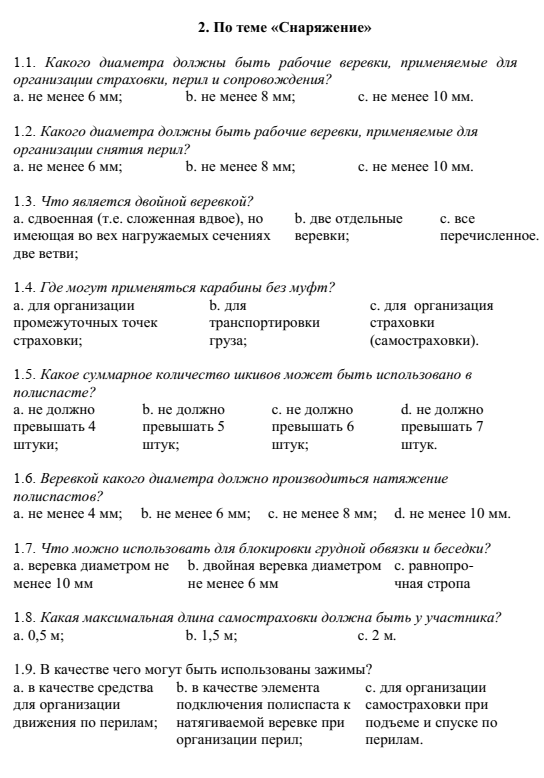 2. По теме «Снаряжение»
1.1. Какого диаметра должны быть рабочие веревки, применяемые для
организации страховки, перил и сопровождения?
a. не менее 6 мм; b. не менее 8 мм; c. не менее 10 мм.
1.2. Какого диаметра должны быть рабочие веревки, применяемые для
организации снятия перил?
a. не менее 6 мм; b. не менее 8 мм; c. не менее 10 мм.
1.3. Что является двойной веревкой?
a. сдвоенная (т.е. сложенная вдвое), но b. две отдельные c. все
имеющая во вех нагружаемых сечениях веревки; перечисленное.
две ветви;
1.4. Где могут применяться карабины без муфт?
a. для организации b. для c. для организация
промежуточных точек транспортировки страховки
страховки; груза; (самостраховки).
1.5. Какое суммарное количество шкивов может быть использовано в
полиспасте?
a. не должно b. не должно c. не должно d. не должно
превышать 4 превышать 5 превышать 6 превышать 7
штуки; штук; штук; штук.
1.6. Веревкой какого диаметра должно производиться натяжение
полиспастов?
a. не менее 4 мм; b. не менее 6 мм; c. не менее 8 мм; d. не менее 10 мм.
1.7. Что можно использовать для блокировки грудной обвязки и беседки?
a. веревка диаметром не b. двойная веревка диаметром c. равнопро-
менее 10 мм не менее 6 мм чная стропа
1.8. Какая максимальная длина самостраховки должна быть у участника?
a. 0,5 м; b. 1,5 м; c. 2 м.
1.9. В качестве чего могут быть использованы зажимы?
a. в качестве средства b. в качестве элемента c. для организации
для организации подключения полиспаста к самостраховки при
движения по перилам; натягиваемой веревке при подъеме и спуске по
организации перил; перилам.